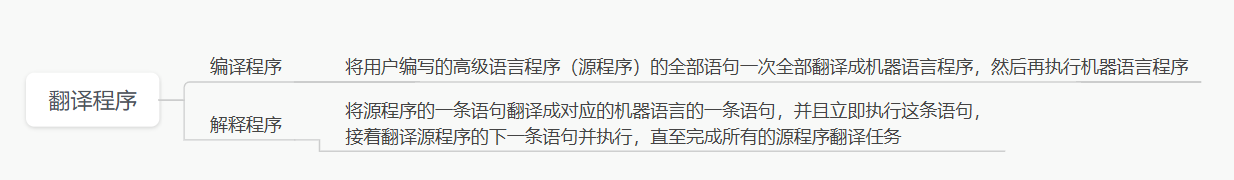 翻译程序
编译程序
将用户编写的高级语言程序（源程序）的全部语句一次全部翻译成机器语言程序，然后再执行机器语言程序
解释程序
将源程序的一条语句翻译成对应的机器语言的一条语句，并且立即执行这条语句，
接着翻译源程序的下一条语句并执行，直至完成所有的源程序翻译任务